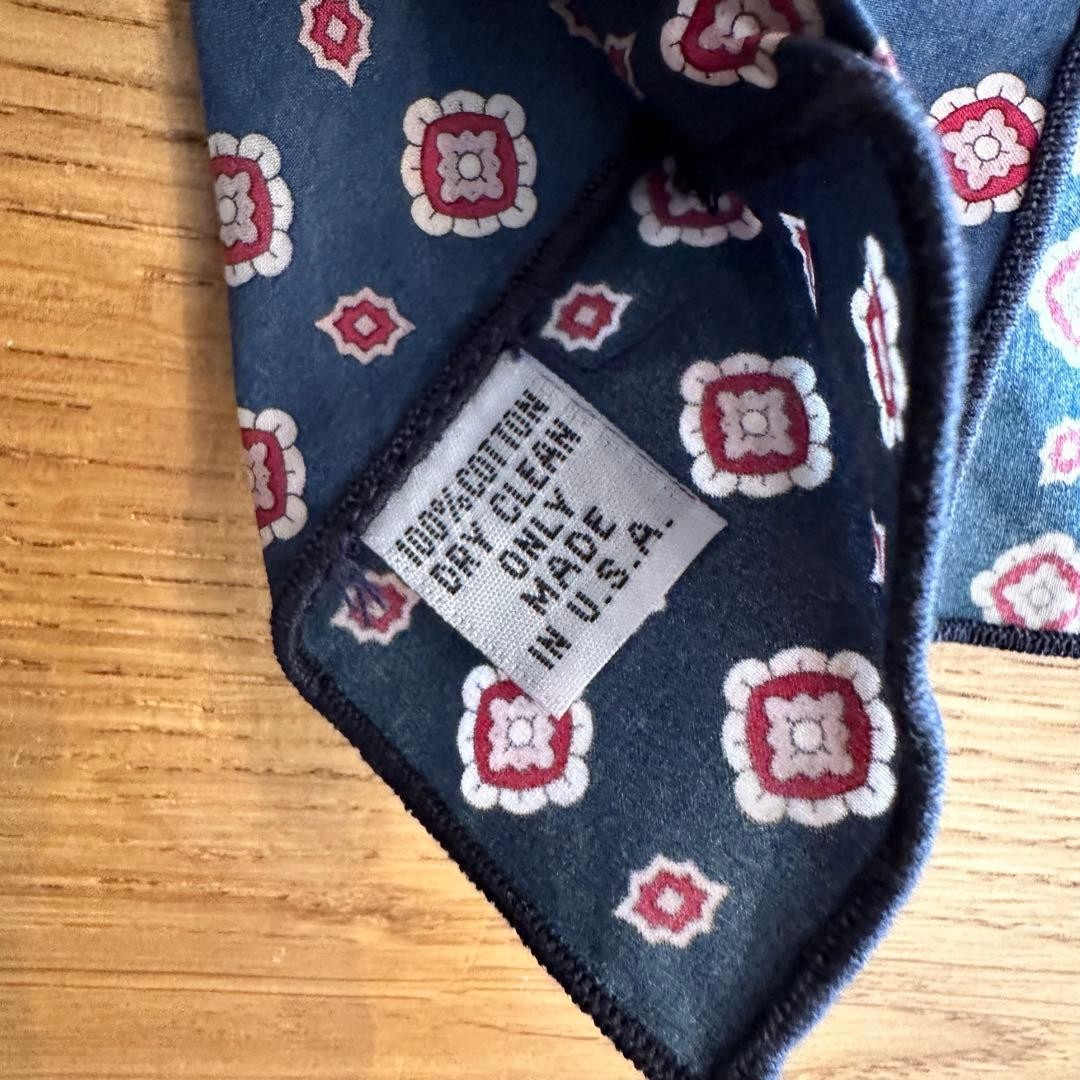 100%COTTON
DRY CLEAN
ONLY
MADE
IN U.S.A.